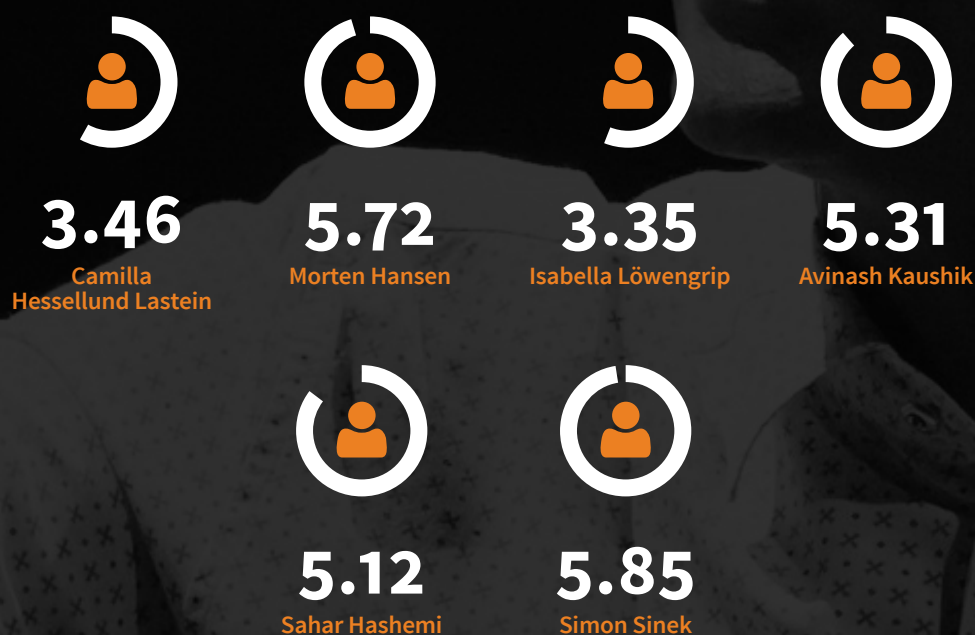 3.46
Camilla
Hessellund Lastein
5.72
Morten Hansen
3.35
Isabella Löwengrip
5.31
Avinash Kaushik
5.12
Sahar Hashemi
5.85
Simon Sinek